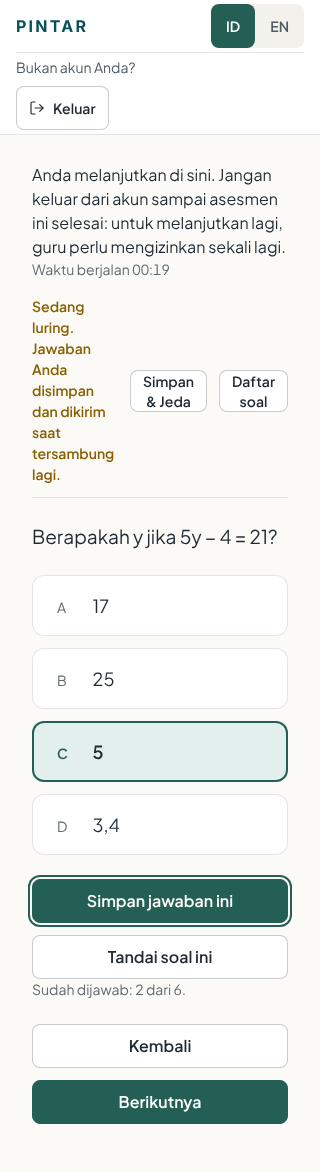 PINTAR
ID
EN
Bukan akun Anda?
Keluar
Anda melanjutkan di sini. Jangan
keluar dari akun sampai asesmen
ini selesai: untuk melanjutkan lagi,
guru perlu mengizinkan sekali lagi.
Waktu berjalan 00:19
Sedang
luring.
Jawaban
Anda
disimpan
dan dikirim
saat
tersambung
lagi.
Simpan
& Jeda
Daftar
soal
Berapakah y jika 5y − 4 = 21?
A 17
B 25
C 5
D 3,4
Simpan jawaban ini
Tandai soal ini
Sudah dijawab: 2 dari 6.
Kembali
Berikutnya